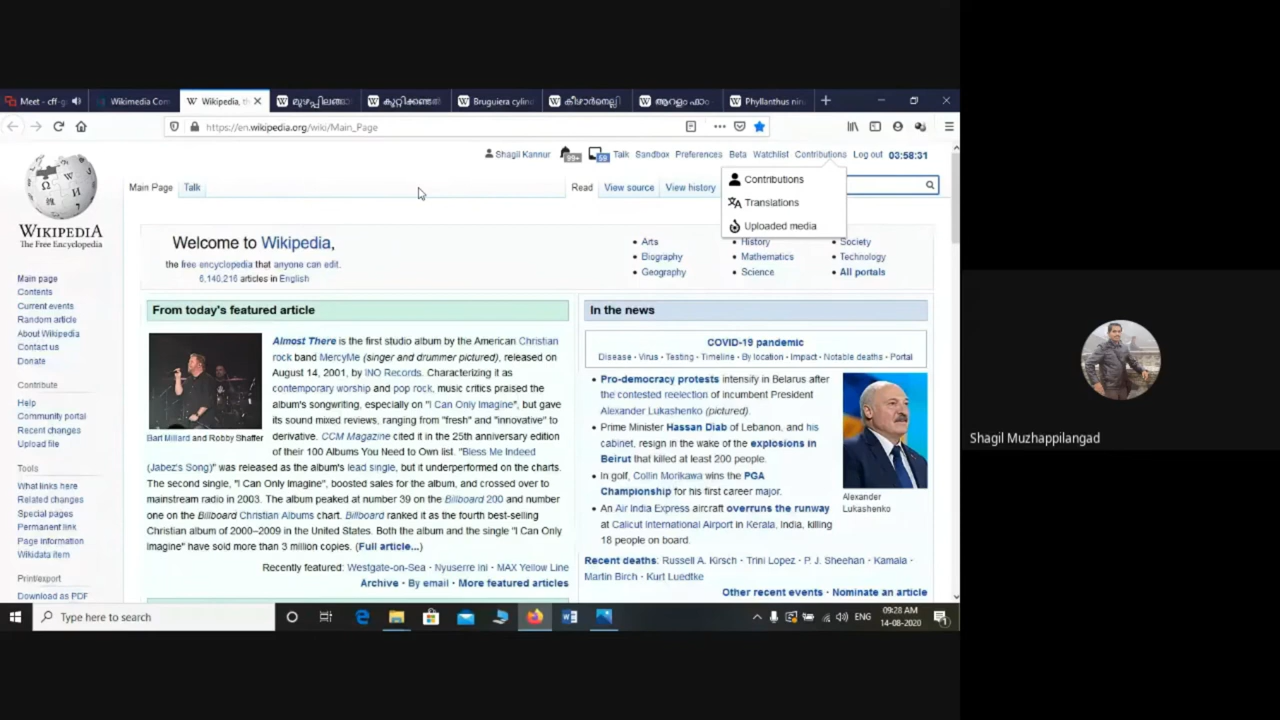 Meet - cff-g
Wikimedia Con
Wikipedia, th
മുഴപ്പിലങ്ങാ
കുറ്റിക്കണ്ടൽ
Bruguiera cylin
കീഴാർനെല്ലി
ആറളം ഫാം
Phyllanthus niru
https://en.wikipedia.org/wiki/Main_Page
Shagil Kannur 99+ 69 Talk Sandbox Preferences Beta Watchlist Contributions Log out 03:58:31
Main Page Talk Read View source View history
Contributions
Translations
Uploaded media
WIKIPEDIA
The Free Encyclopedia
Main page
Contents
Current events
Random article
About Wikipedia
Contact us
Donate
Contribute
Help
Community portal
Recent changes
Upload file
Tools
What links here
Related changes
Special pages
Permanent link
Page information
Wikidata item
Print/export
Download as PDF
Welcome to Wikipedia,
the free encyclopedia that anyone can edit.
6,140,216 articles in English
• Arts
• Biography
• Geography
• History
• Mathematics
• Science
• Society
• Technology
• All portals
From today's featured article
Almost There is the first studio album by the American Christian
rock band MercyMe (singer and drummer pictured), released on
August 14, 2001, by INO Records. Characterizing it as
contemporary worship and pop rock, music critics praised the
album's songwriting, especially on "I Can Only Imagine", but gave
its sound mixed reviews, ranging from "fresh" and "innovative" to
derivative. CCM Magazine cited it in the 25th anniversary edition
of their 100 Albums You Need to Own list. "Bless Me Indeed
(Jabez's Song)" was released as the album's lead single, but it underperformed on the charts.
The second single, "I Can Only Imagine", boosted sales for the album, and crossed over to
mainstream radio in 2003. The album peaked at number 39 on the Billboard 200 and number
one on the Billboard Christian Albums chart. Billboard ranked it as the fourth best-selling
Christian album of 2000–2009 in the United States. Both the album and the single "I Can Only
Imagine" have sold more than 3 million copies. (Full article...)
Bart Millard and Robby Shaffer
Recently featured: Westgate-on-Sea • Nyuserre Ini • MAX Yellow Line
Archive • By email • More featured articles
In the news
COVID-19 pandemic
Disease • Virus • Testing • Timeline • By location • Impact • Notable deaths • Portal
• Pro-democracy protests intensify in Belarus after
the contested reelection of incumbent President
Alexander Lukashenko (pictured).
• Prime Minister Hassan Diab of Lebanon, and his
cabinet, resign in the wake of the explosions in
Beirut that killed at least 200 people.
• In golf, Collin Morikawa wins the PGA
Championship for his first career major.
• An Air India Express aircraft overruns the runway
at Calicut International Airport in Kerala, India, killing
18 people on board.
Alexander
Lukashenko
Recent deaths: Russell A. Kirsch • Trini Lopez • P. J. Sheehan • Kamala •
Martin Birch • Kurt Luedtke
Other recent events • Nominate an article
Type here to search
ENG
09:28 AM
14-08-2020
1
Shagil Muzhappilangad